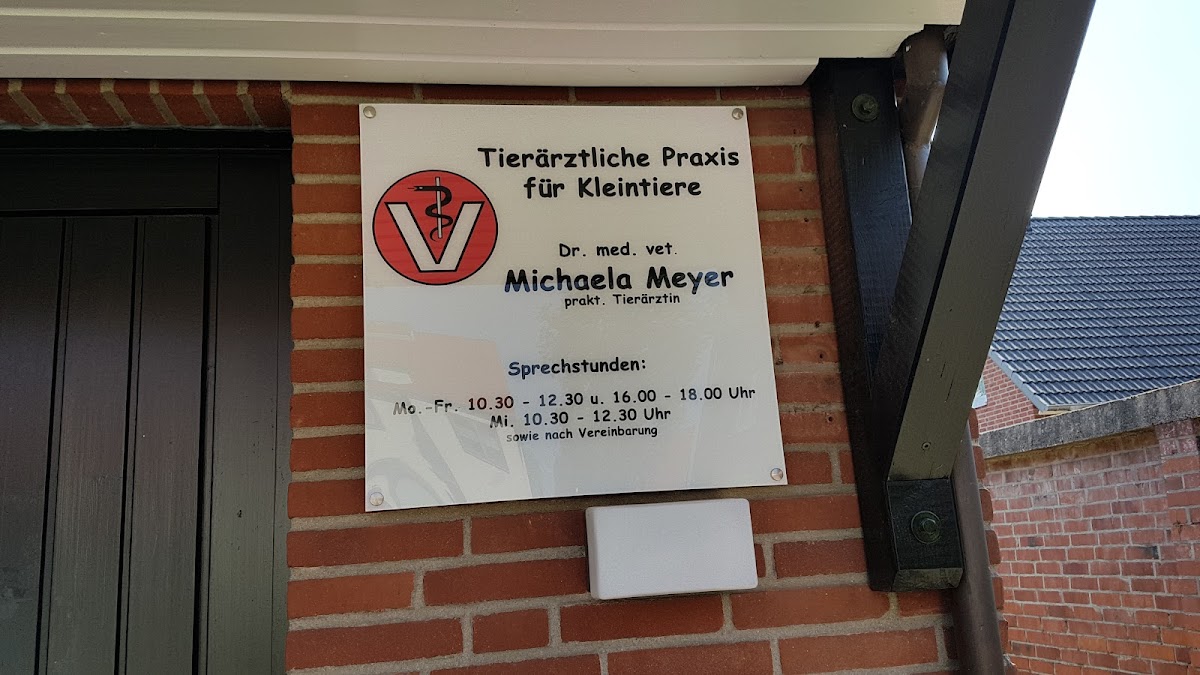 Tierärztliche Praxis
für Kleintiere
V
Dr. med. vet.
Michaela Meyer
prakt. Tierärztin
Sprechstunden:
Mo.-Fr. 10.30 - 12.30 u. 16.00 - 18.00 Uhr
Mi. 10.30 - 12.30 Uhr
sowie nach Vereinbarung